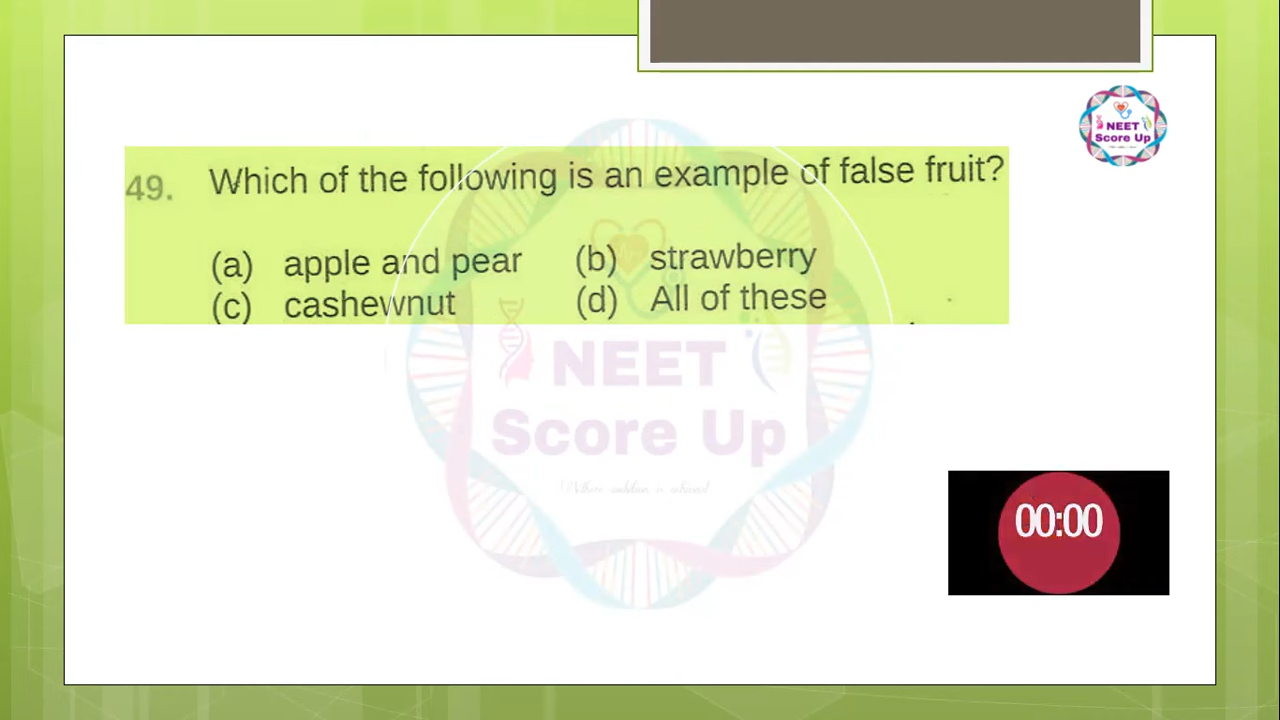 NEET
Score Up
49. Which of the following is an example of false fruit?
(a) apple and pear (b) strawberry
(c) cashewnut (d) All of these
NEET
Score Up
00:00